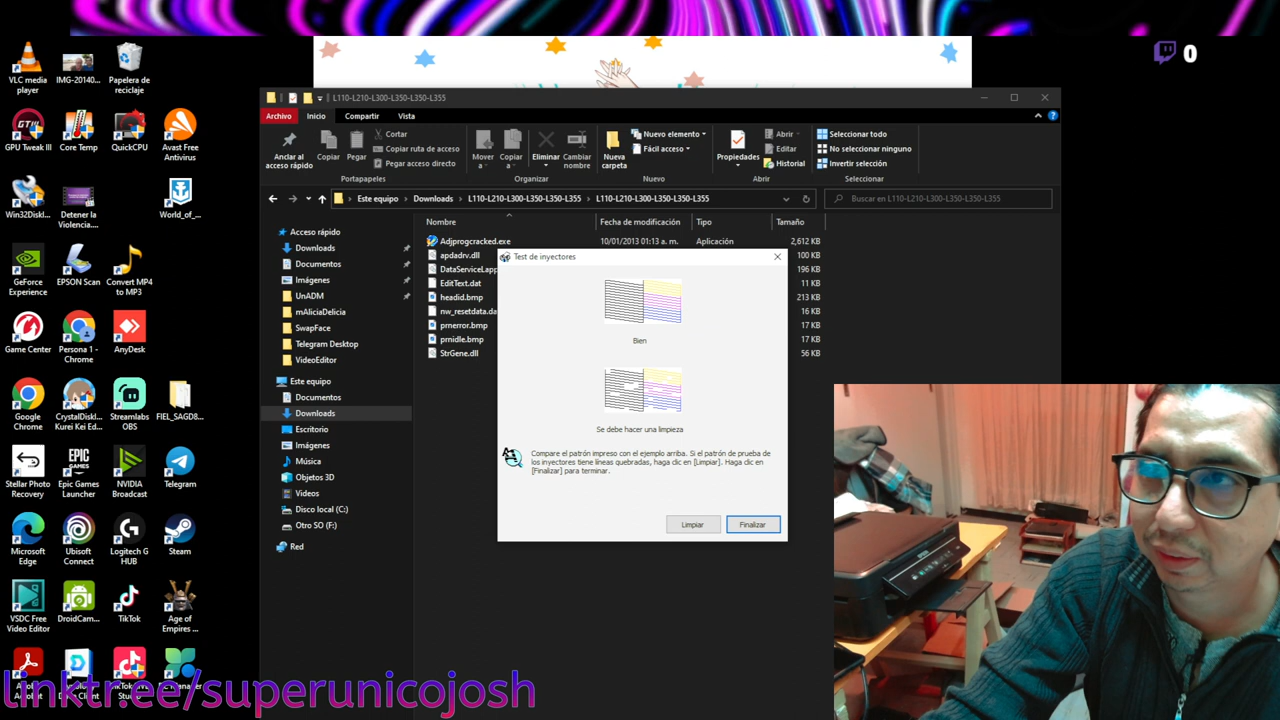 0
VLC media player
IMG-20140...
Papelera de reciclaje
GPU Tweak III
Core Temp
QuickCPU
Avast Free Antivirus
Win32Diskl...
Detener la Violencia....
World_of_...
GeForce Experience
EPSON Scan
Convert MP4 to MP3
Game Center
Persona 1 - Chrome
AnyDesk
Google Chrome
CrystalDiskl... Kurei Kei Ed...
Streamlabs OBS
FIEL_SAGD8...
Stellar Photo Recovery
Epic Games Launcher
NVIDIA Broadcast
Telegram
Microsoft Edge
Ubisoft Connect
Logitech G HUB
Steam
VSDC Free Video Editor
DroidCam...
TikTok
Age of Empires ...
linktr.ee/superunicojosh
L110-L210-L300-L350-L350-L355
Archivo
Inicio
Compartir
Vista
Anclar al acceso rápido
Copiar
Pegar
Cortar
Copiar ruta de acceso
Pegar acceso directo
Portapapeles
Mover a
Copiar a
Eliminar
Cambiar nombre
Organizar
Nueva carpeta
Nuevo elemento
Fácil acceso
Nuevo
Propiedades
Abrir
Editar
Historial
Abrir
Seleccionar todo
No seleccionar ninguno
Invertir selección
Seleccionar
Este equipo > Downloads > L110-L210-L300-L350-L350-L355 > L110-L210-L300-L350-L350-L355
Buscar en L110-L210-L300-L350-L355
Acceso rápido
Downloads
Documentos
Imágenes
UnADM
mAliciaDelicia
SwapFace
Telegram Desktop
VideoEditor
Este equipo
Documentos
Downloads
Escritorio
Imágenes
Música
Objetos 3D
Videos
Disco local (C:)
Otro SO (F:)
Red
Nombre Fecha de modificación Tipo Tamaño
Adjprogcracked.exe 10/01/2013 01:13 a. m. Aplicación 2,612 KB
apdadrv.dll 100 KB
DataServiceLapp 196 KB
EditText.dat 11 KB
headid.bmp 213 KB
nw_resetdata.da 16 KB
prnerror.bmp 17 KB
prnidle.bmp 17 KB
StrGene.dll 56 KB
Test de inyectores
Bien
Se debe hacer una limpieza
Compare el patrón impreso con el ejemplo arriba. Si el patrón de prueba de
los inyectores tiene líneas quebradas, haga clic en [Limpiar]. Haga clic en
[Finalizar] para terminar.
Limpiar
Finalizar